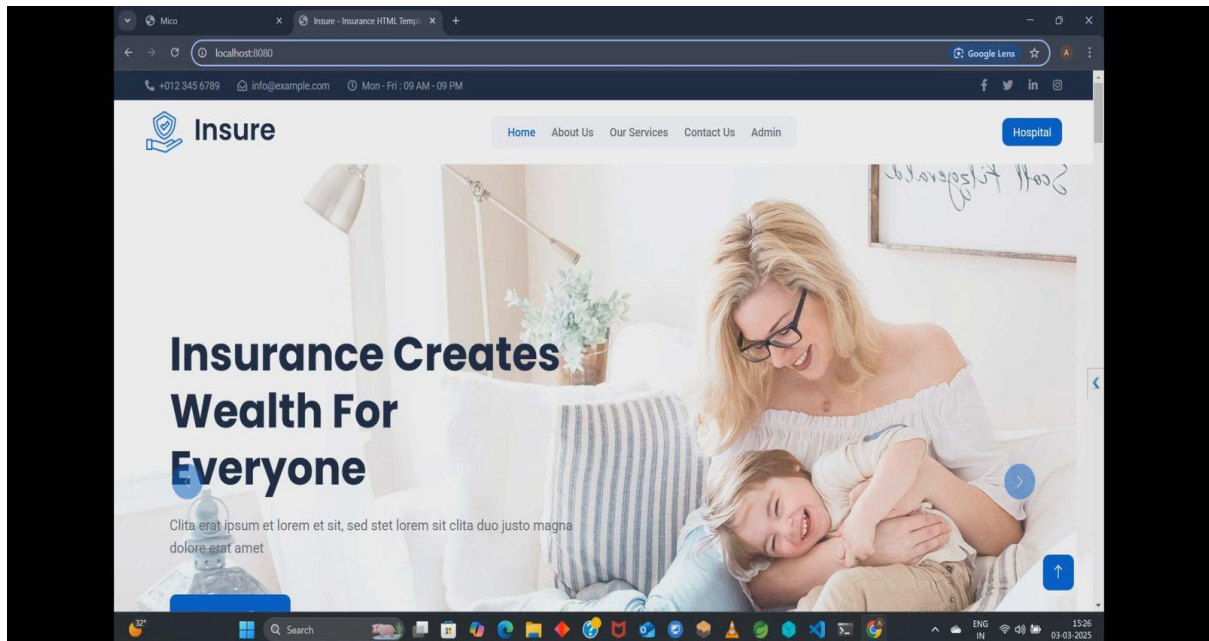 Mico
Insure - Insurance HTML Templ
localhost:8080
Google Lens
A
+012 345 6789 info@example.com Mon - Fri : 09 AM - 09 PM
f in
Insure
Home About Us Our Services Contact Us Admin
Hospital
Scott Fitzgerald
Insurance Creates
Wealth For
Everyone
Clita erat ipsum et lorem et sit, sed stet lorem sit clita duo justo magna
dolore erat amet
32°
Search
ENG
IN
15:26
03-03-2025